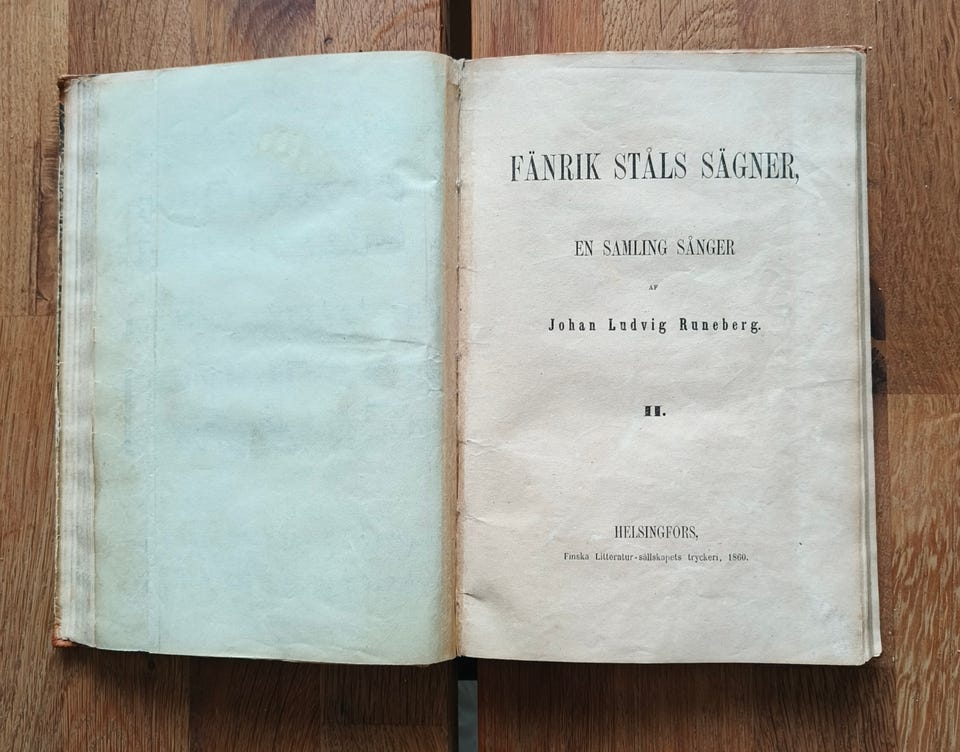 FÄNRIK STÅLS SÄGNER,
EN SAMLING SÅNGER
AF
Johan Ludvig Runeberg.
II.
HELSINGFORS,
Finska Litteratur-sällskapets tryckeri, 1860.